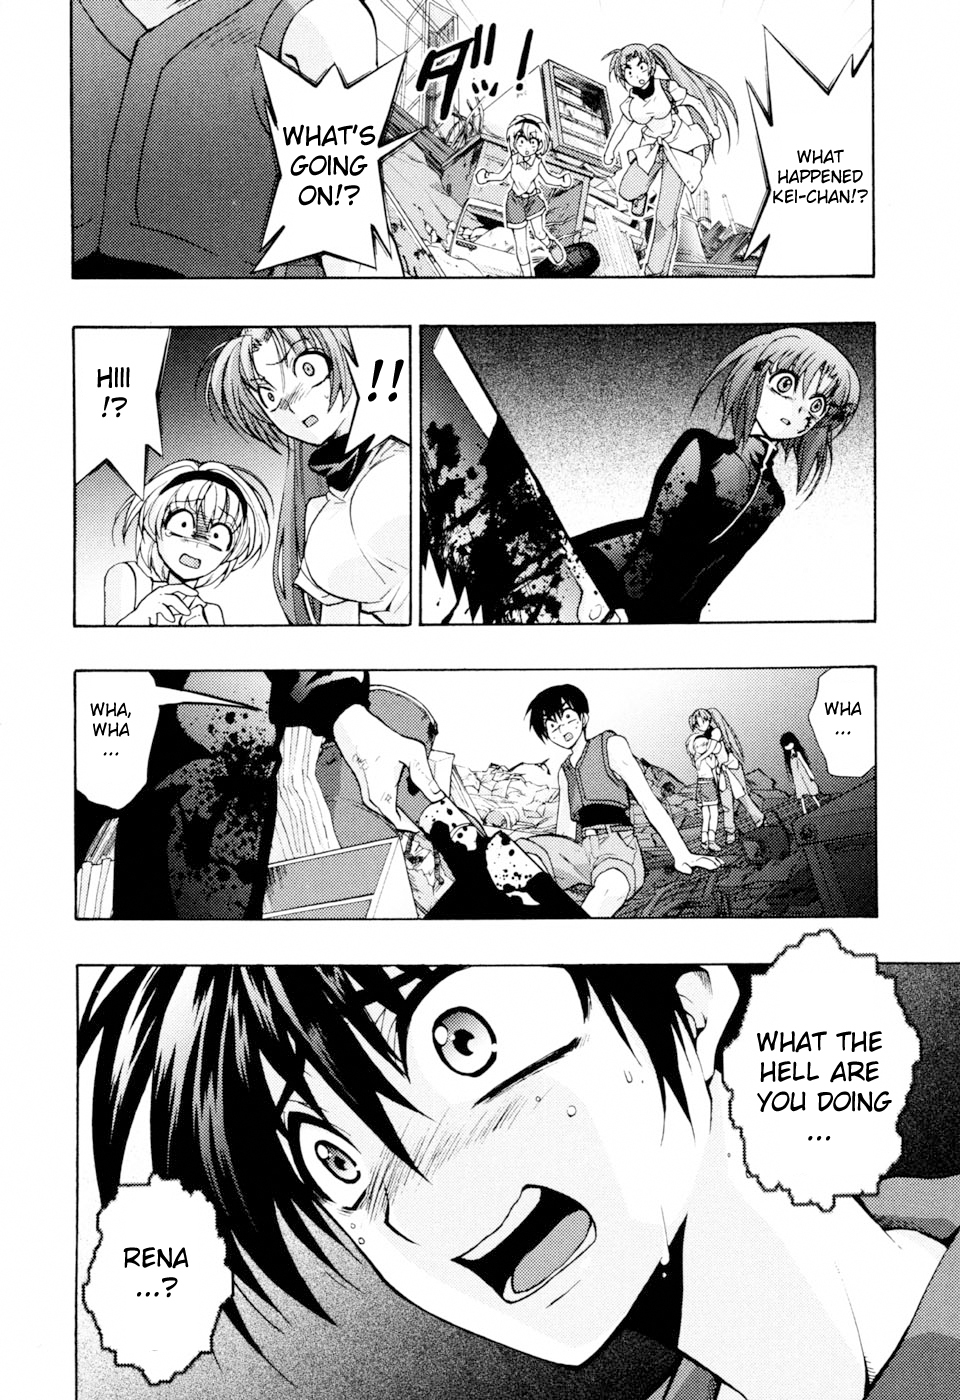 WHAT
HAPPENED
KEI-CHAN!?
ダッ!
WHAT'S
GOING
ON!?
!!
HIII
!?
WHA
...
WHA,
WHA
...
WHAT THE
HELL ARE
YOU DOING
...
RENA
...?